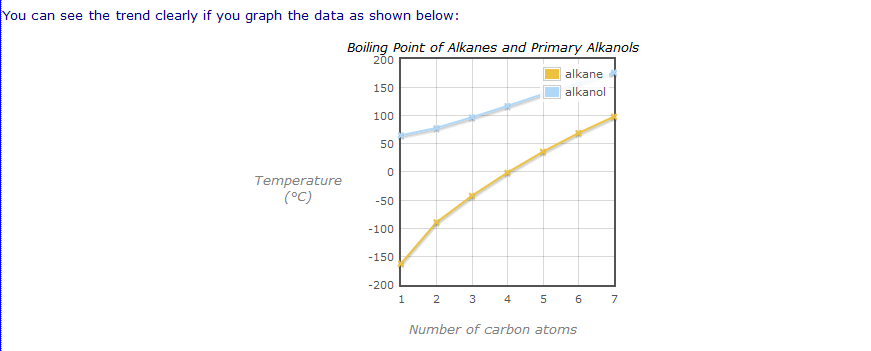 You can see the trend clearly if you graph the data as shown below:
Boiling Point of Alkanes and Primary Alkanols
200
alkane
150
alkanol
100
50
0
Temperature
(°C)
-50
-100
-150
-200
1 2 3 4 5 6 7
Number of carbon atoms